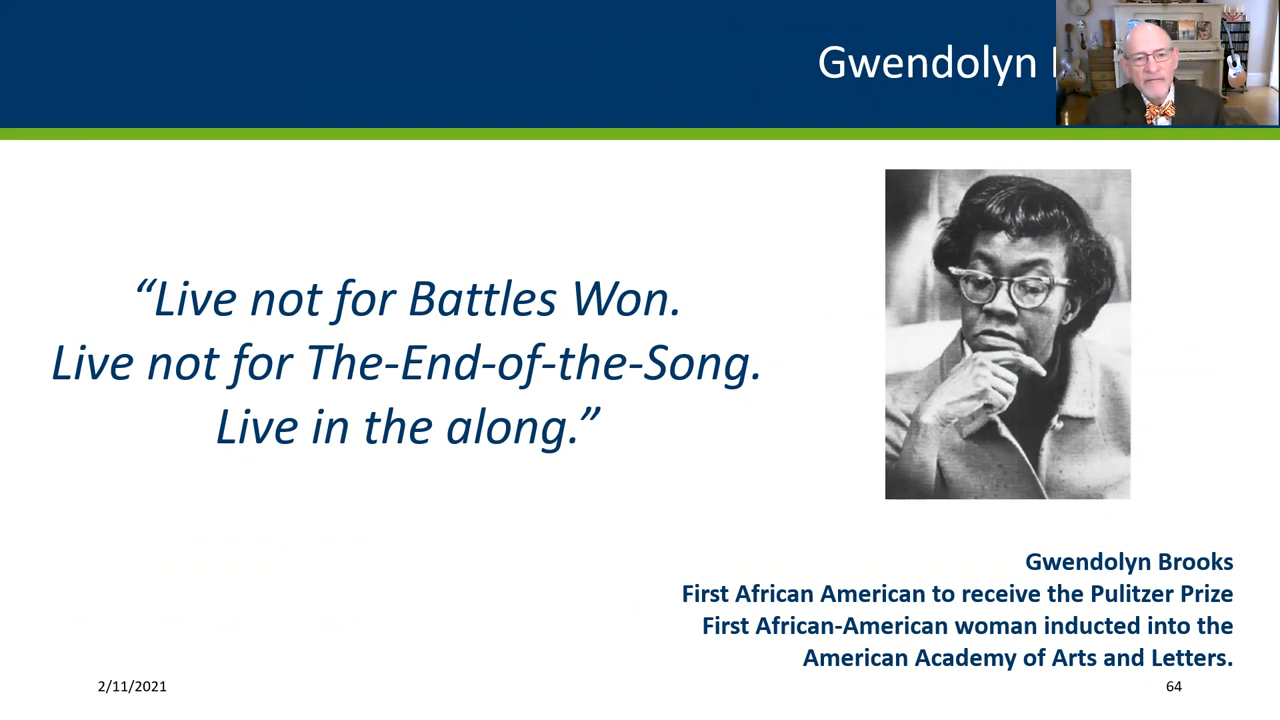 Gwendolyn
“Live not for Battles Won.
Live not for The-End-of-the-Song.
Live in the along.”
Gwendolyn Brooks
First African American to receive the Pulitzer Prize
First African-American woman inducted into the
American Academy of Arts and Letters.
2/11/2021
64